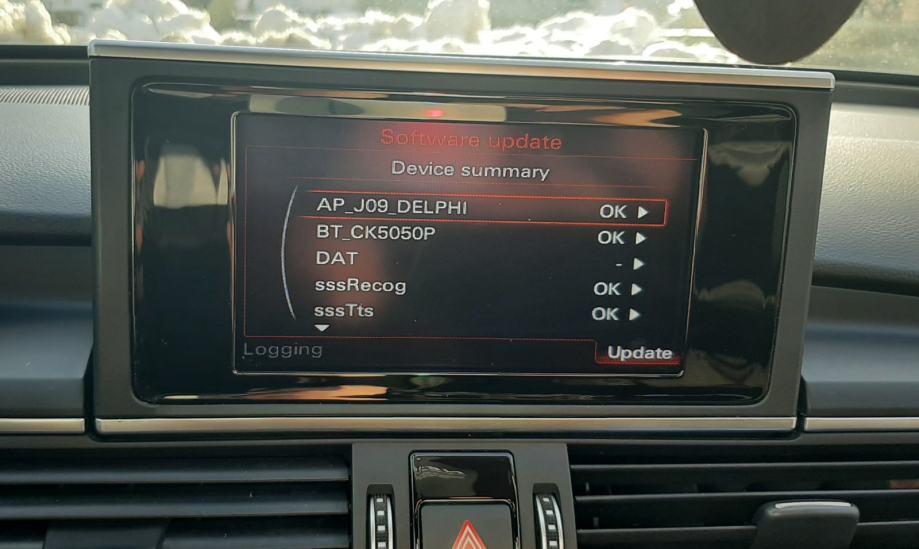 Software update
Device summary
AP_J09_DELPHI OK
BT_CK5050P OK
DAT -
sssRecog OK
sssTts OK
Logging Update